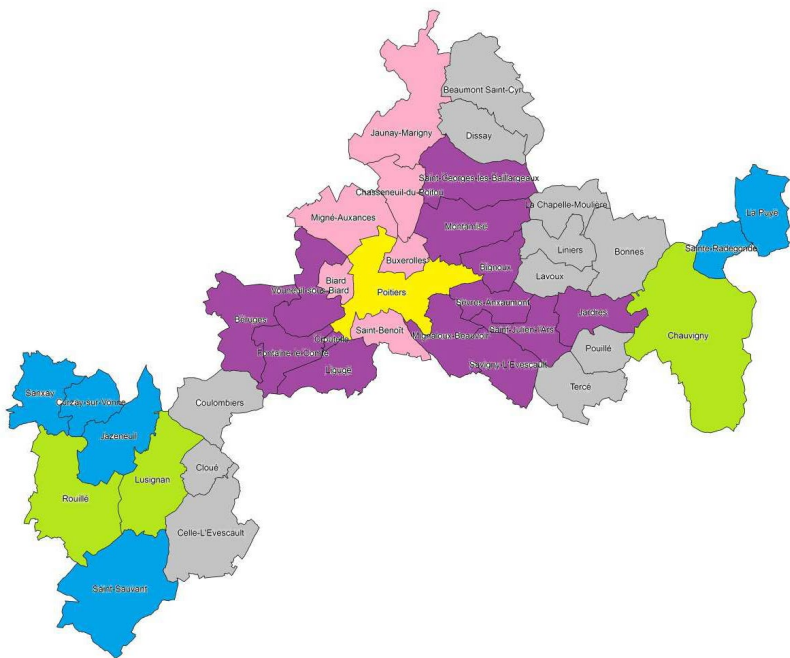 Beaumont Saint-Cyr
Jaunay-Marigny
Dissay
Saint-Georges-les-Baillargeaux
Chasseneuil-du-Poitou
La Chapelle-Moulière
La Puye
Migné-Auxances
Montamisé
Sainte-Radegonde
Liniers
Bonnes
Buxerolles
Bignoux
Lavoux
Biard
Vouneuil-sous-Biard
Poitiers
Sèvres-Anxaumont
Jardres
Béruges
Croutelle
Saint-Benoît
Mignaloux-Beauvoir
Saint-Julien-l'Ars
Chauvigny
Pouillé
Fontaine-le-Comte
Ligugé
Savigny-L'Evescault
Tercé
Sanxay
Curzay-sur-Vonne
Coulombiers
Jazeneuil
Cloué
Lusignan
Rouillé
Celle-L'Evescault
Saint-Sauvant